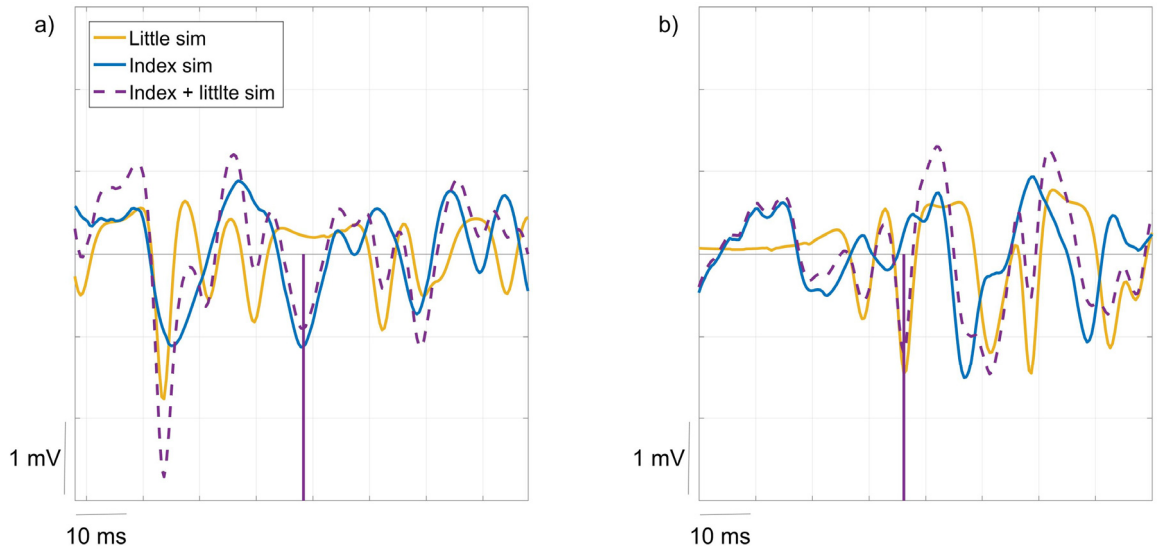 a)
Little sim
Index sim
Index + littlte sim
1 mV
10 ms
b)
1 mV
10 ms